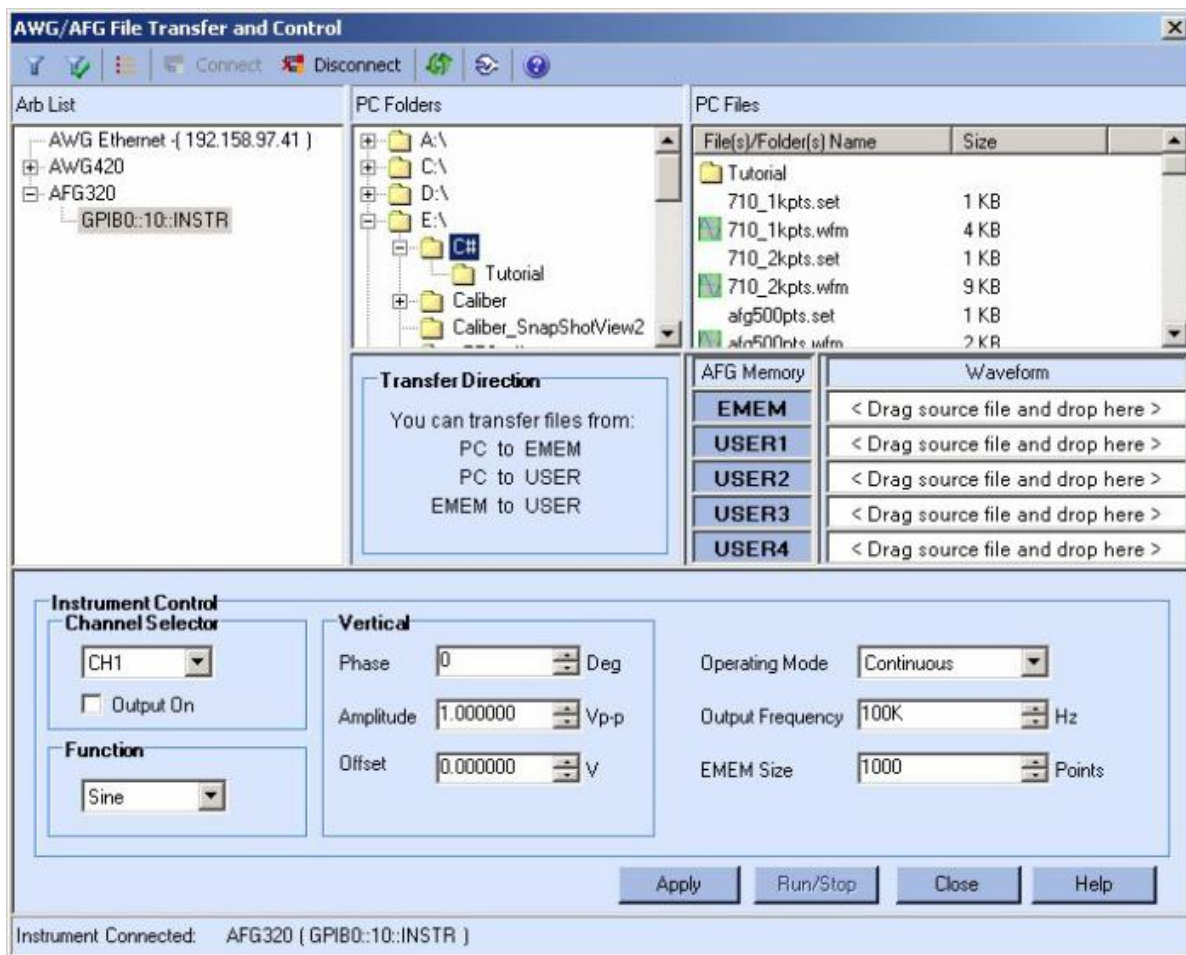 AWG/AFG File Transfer and Control
Connect Disconnect
Arb List
AWG Ethernet -( 192.158.97.41 )
AWG420
AFG320
GPIB0::10::INSTR
PC Folders
A:\
C:\
D:\
E:\
C#
Tutorial
Caliber
Caliber_SnapShotView2
PC Files
File(s)/Folder(s) Name Size
Tutorial
710_1kpts.set 1 KB
710_1kpts.wfm 4 KB
710_2kpts.set 1 KB
710_2kpts.wfm 9 KB
afg500pts.set 1 KB
afg500pts.wfm 2 KB
Transfer Direction
You can transfer files from:
PC to EMEM
PC to USER
EMEM to USER
AFG Memory Waveform
EMEM < Drag source file and drop here >
USER1 < Drag source file and drop here >
USER2 < Drag source file and drop here >
USER3 < Drag source file and drop here >
USER4 < Drag source file and drop here >
Instrument Control
Channel Selector
CH1
Output On
Function
Sine
Vertical
Phase 0 Deg
Amplitude 1.000000 Vp-p
Offset 0.000000 V
Operating Mode Continuous
Output Frequency 100K Hz
EMEM Size 1000 Points
Apply Run/Stop Close Help
Instrument Connected: AFG320 ( GPIB0::10::INSTR )